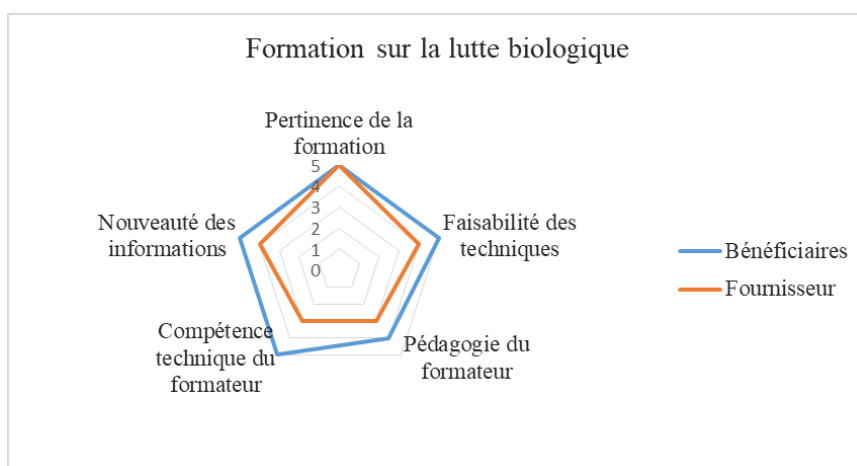 Formation sur la lutte biologique
Pertinence de la
formation
5
4
3
2
1
0
Nouveauté des
informations
Faisabilité des
techniques
Compétence
technique du
formateur
Pédagogie du
formateur
Bénéficiaires
Fournisseur